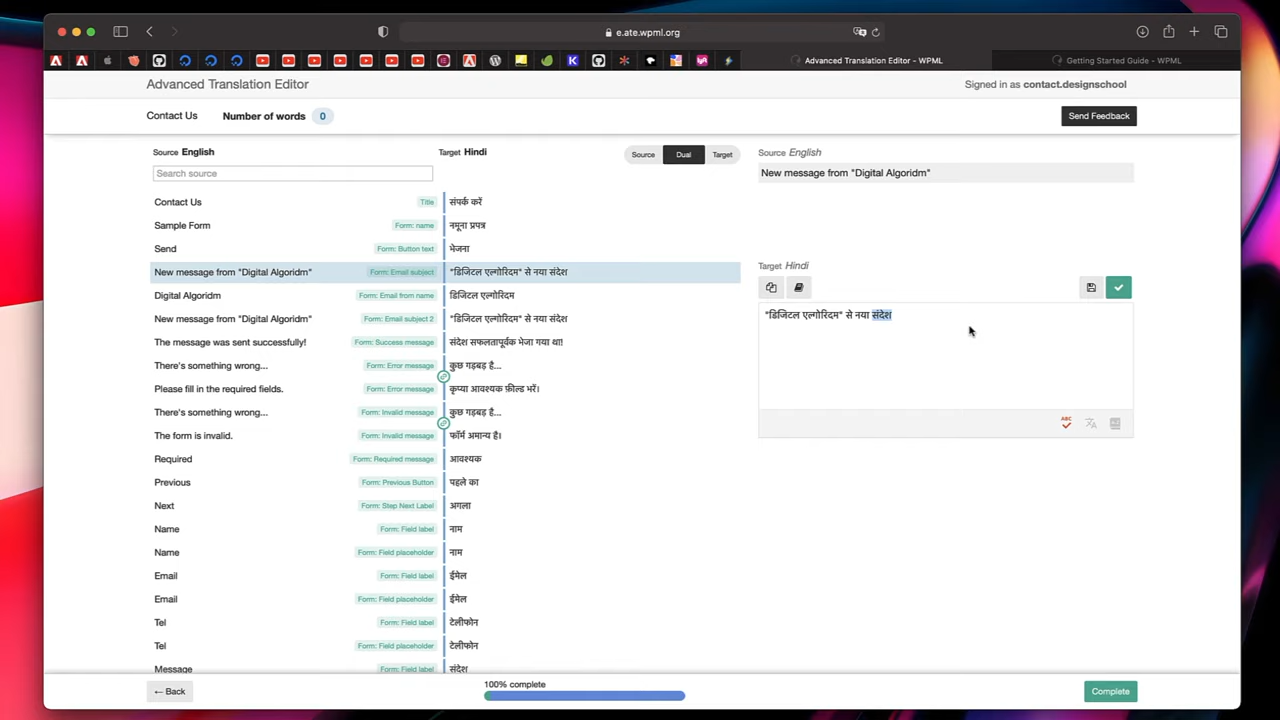 e.ate.wpml.org
Advanced Translation Editor - WPML
Getting Started Guide - WPML
Advanced Translation Editor
Signed in as contact.designschool
Contact Us
Number of words 0
Send Feedback
Source English
Target Hindi
Source Dual Target
Search source
Contact Us Title संपर्क करें
Sample Form Form: name नमूना प्रपत्र
Send Form: Button text भेजना
New message from "Digital Algoridm" Form: Email subject "डिजिटल एल्गोरिदम" से नया संदेश
Digital Algoridm Form: Email from name डिजिटल एल्गोरिदम
New message from "Digital Algoridm" Form: Email subject 2 "डिजिटल एल्गोरिदम" से नया संदेश
The message was sent successfully! Form: Success message संदेश सफलतापूर्वक भेजा गया था!
There's something wrong... Form: Error message कुछ गड़बड़ है...
Please fill in the required fields. Form: Error message कृप्या आवश्यक फ़ील्ड भरें।
There's something wrong... Form: Invalid message कुछ गड़बड़ है...
The form is invalid. Form: Invalid message फॉर्म अमान्य है।
Required Form: Required message आवश्यक
Previous Form: Previous Button पहले का
Next Form: Step Next Label अगला
Name Form: Field label नाम
Name Form: Field placeholder नाम
Email Form: Field label ईमेल
Email Form: Field placeholder ईमेल
Tel Form: Field label टेलीफोन
Tel Form: Field placeholder टेलीफोन
Message Form: Field label संदेश
Source English
New message from "Digital Algoridm"
Target Hindi
"डिजिटल एल्गोरिदम" से नया संदेश
ABC
← Back
100% complete
Complete